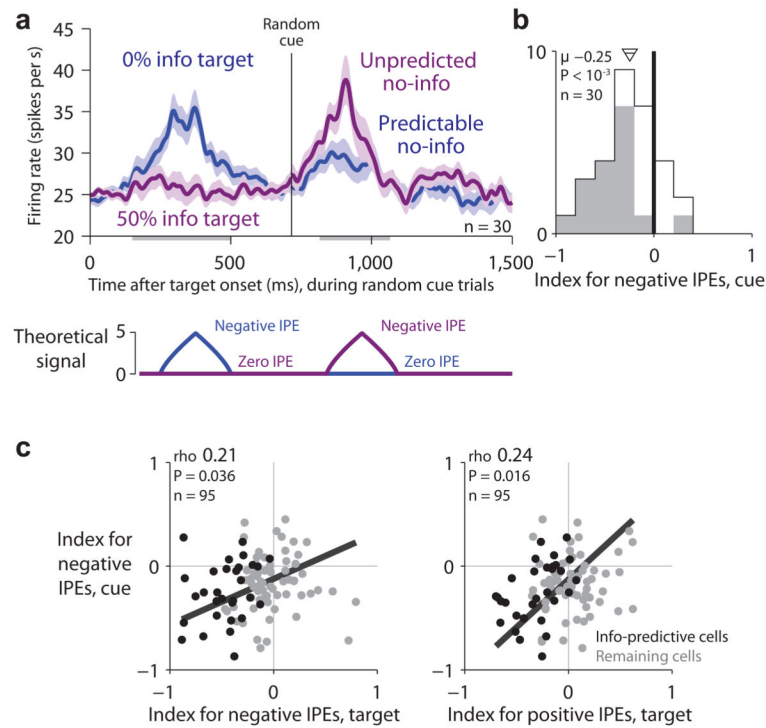 a
Firing rate (spikes per s)
45
40
35
30
25
20
0% info target
50% info target
Random
cue
Unpredicted
no-info
Predictable
no-info
n = 30
0
500
1,000
1,500
Time after target onset (ms), during random cue trials
Theoretical
signal
5
0
Negative IPE
Zero IPE
Negative IPE
Zero IPE
b
10
0
μ −0.25
P < 10⁻³
n = 30
−1
0
1
Index for negative IPEs, cue
c
Index for
negative
IPEs, cue
1
0
−1
rho 0.21
P = 0.036
n = 95
−1
0
1
Index for negative IPEs, target
1
0
−1
rho 0.24
P = 0.016
n = 95
Info-predictive cells
Remaining cells
−1
0
1
Index for positive IPEs, target